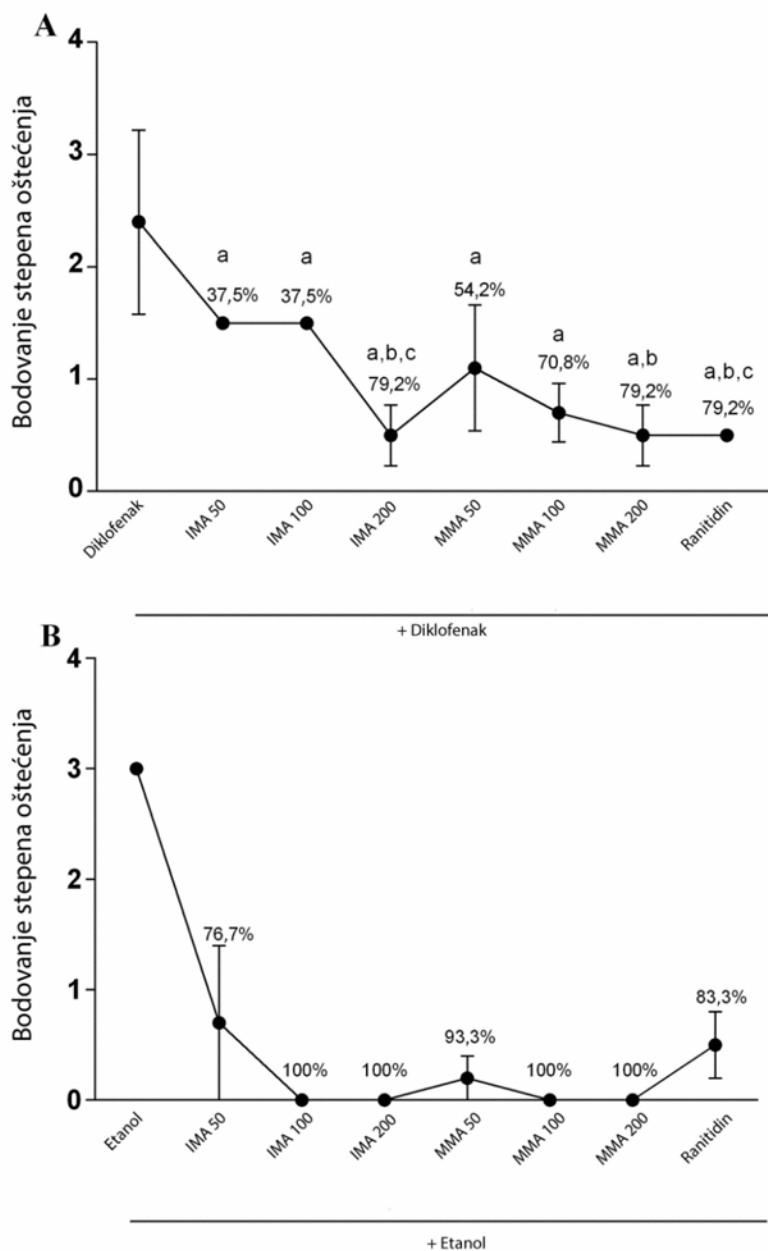 A
Bodovanje stepena oštećenja
4
3
2
1
0
a
37,5%
a
37,5%
a,b,c
79,2%
a
54,2%
a
70,8%
a,b
79,2%
a,b,c
79,2%
Diklofenak
IMA 50
IMA 100
IMA 200
MMA 50
MMA 100
MMA 200
Ranitidin
+ Diklofenak
B
Bodovanje stepena oštećenja
4
3
2
1
0
76,7%
100%
100%
93,3%
100%
100%
83,3%
Etanol
IMA 50
IMA 100
IMA 200
MMA 50
MMA 100
MMA 200
Ranitidin
+ Etanol